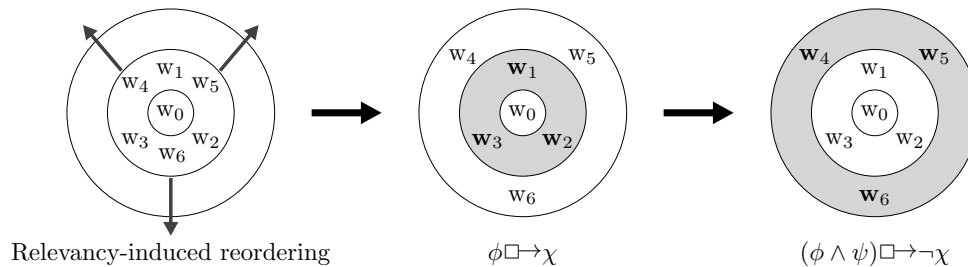 w₁
w₄ w₅
w₀
w₃ w₂
w₆
Relevancy-induced reordering
w₄ w₅
w₁
w₀
w₃ w₂
w₆
ϕ□→χ
w₄ w₅
w₁
w₀
w₃ w₂
w₆
(ϕ ∧ ψ)□→¬χ